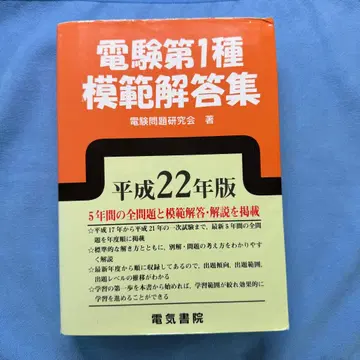 電験第1種
模範解答集
電験問題研究会 著
平成22年版
5年間の全問題と模範解答・解説を掲載
☆平成17年から平成21年の一次試験まで、最新5年間の全問
題を年度順に掲載
☆標準的な解き方とともに、別解・問題の考え方をわかりやす
く解説
☆最新年度から順に収録してあるので、出題傾向、出題範囲、
出題レベルの推移がわかる
☆学習の第一歩を本書から始めれば、学習範囲が絞れ効果的に
学習を進めることができる
電気書院